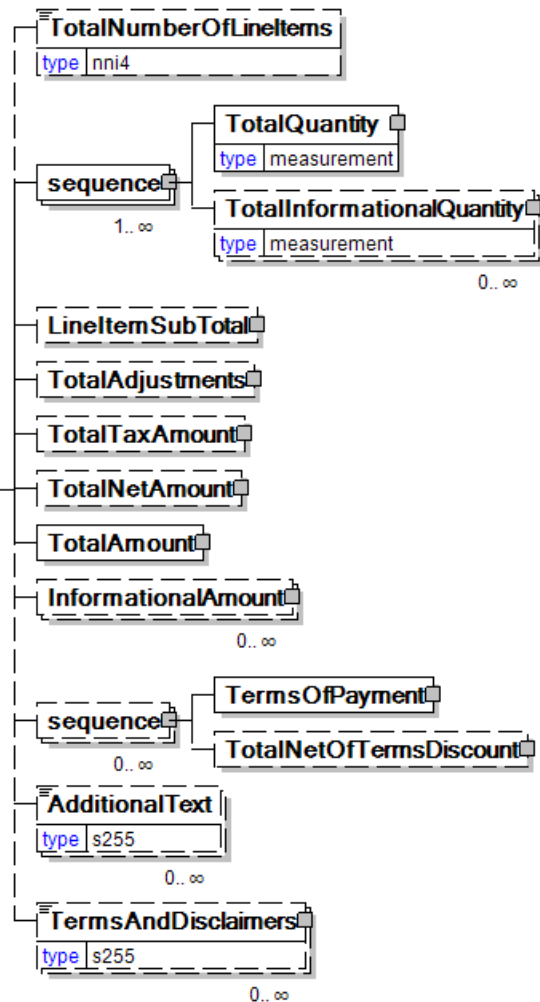 TotalNumberOfLineItems
type nni4
TotalQuantity
type measurement
sequence
1.. ∞
TotalInformationalQuantity
type measurement
0.. ∞
LineItemSubTotal
TotalAdjustments
TotalTaxAmount
TotalNetAmount
TotalAmount
InformationalAmount
0.. ∞
TermsOfPayment
sequence
0.. ∞
TotalNetOfTermsDiscount
AdditionalText
type s255
0.. ∞
TermsAndDisclaimers
type s255
0.. ∞